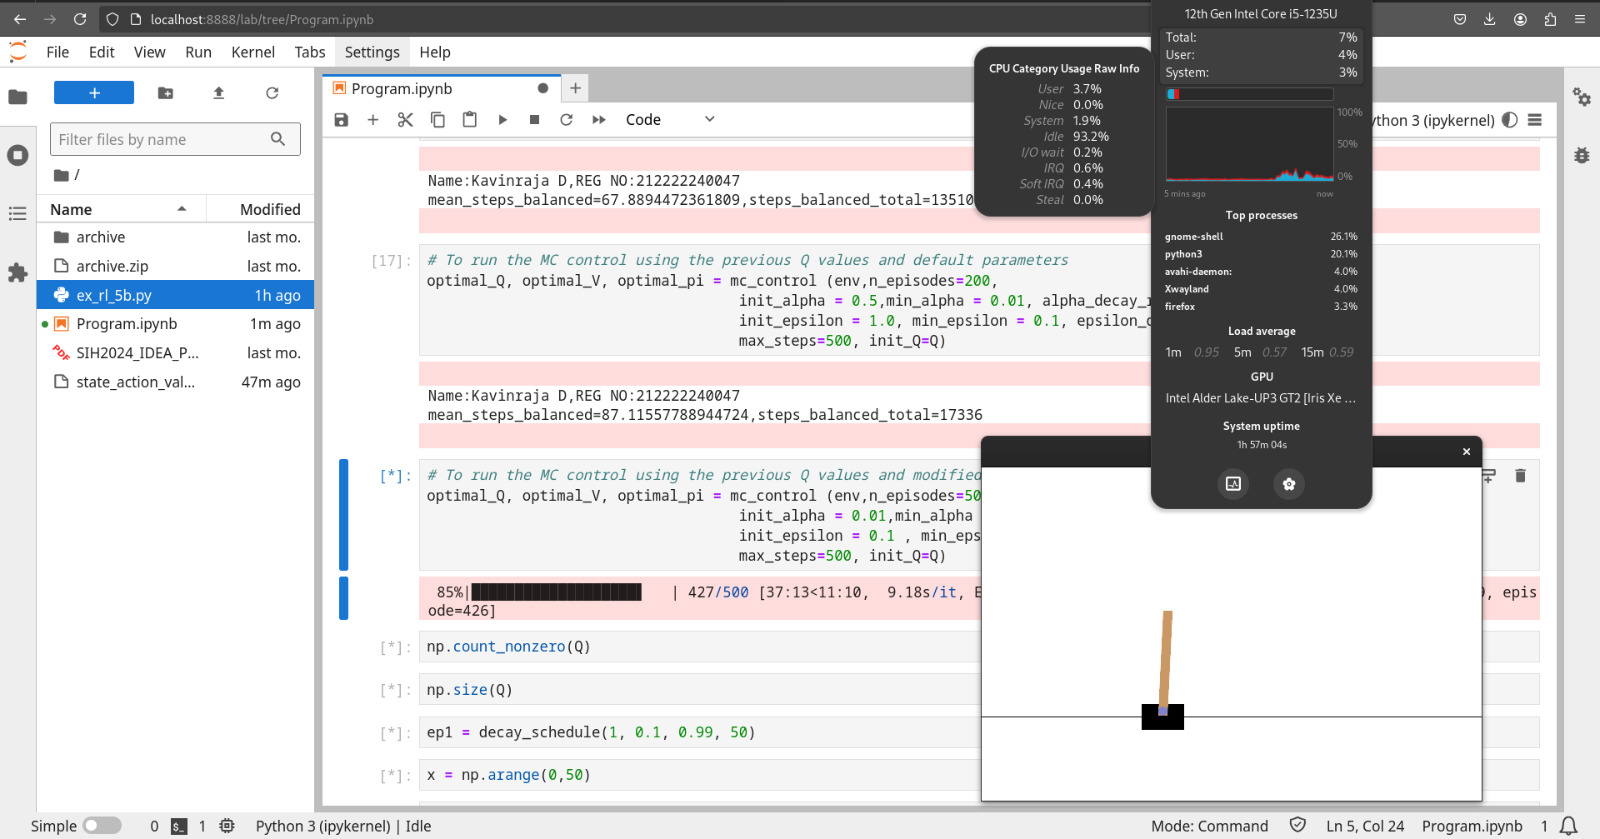 localhost:8888/lab/tree/Program.ipynb
File Edit View Run Kernel Tabs Settings Help
Filter files by name
/
Name Modified
archive last mo.
archive.zip last mo.
ex_rl_5b.py 1h ago
Program.ipynb 1m ago
SIH2024_IDEA_P... last mo.
state_action_val... 47m ago
Program.ipynb
Code
ython 3 (ipykernel)
Name:Kavinraja D,REG NO:212222240047
mean_steps_balanced=67.8894472361809,steps_balanced_total=13510
[17]: # To run the MC control using the previous Q values and default parameters
optimal_Q, optimal_V, optimal_pi = mc_control (env,n_episodes=200,
init_alpha = 0.5,min_alpha = 0.01, alpha_decay_
init_epsilon = 1.0, min_epsilon = 0.1, epsilon_
max_steps=500, init_Q=Q)
Name:Kavinraja D,REG NO:212222240047
mean_steps_balanced=87.11557788944724,steps_balanced_total=17336
[*]: # To run the MC control using the previous Q values and modified
optimal_Q, optimal_V, optimal_pi = mc_control (env,n_episodes=50
init_alpha = 0.01,min_alpha
init_epsilon = 0.1 , min_eps
max_steps=500, init_Q=Q)
85%| | 427/500 [37:13<11:10, 9.18s/it, E , epis
ode=426]
[*]: np.count_nonzero(Q)
[*]: np.size(Q)
[*]: ep1 = decay_schedule(1, 0.1, 0.99, 50)
[*]: x = np.arange(0,50)
CPU Category Usage Raw Info
User 3.7%
Nice 0.0%
System 1.9%
Idle 93.2%
I/O wait 0.2%
IRQ 0.6%
Soft IRQ 0.4%
Steal 0.0%
12th Gen Intel Core i5-1235U
Total: 7%
User: 4%
System: 3%
100%
50%
0%
5 mins ago now
Top processes
gnome-shell 26.1%
python3 20.1%
avahi-daemon: 4.0%
Xwayland 4.0%
firefox 3.3%
Load average
1m 0.95 5m 0.57 15m 0.59
GPU
Intel Alder Lake-UP3 GT2 [Iris Xe ...
System uptime
1h 57m 04s
Simple 0 1 Python 3 (ipykernel) | Idle Mode: Command Ln 5, Col 24 Program.ipynb 1